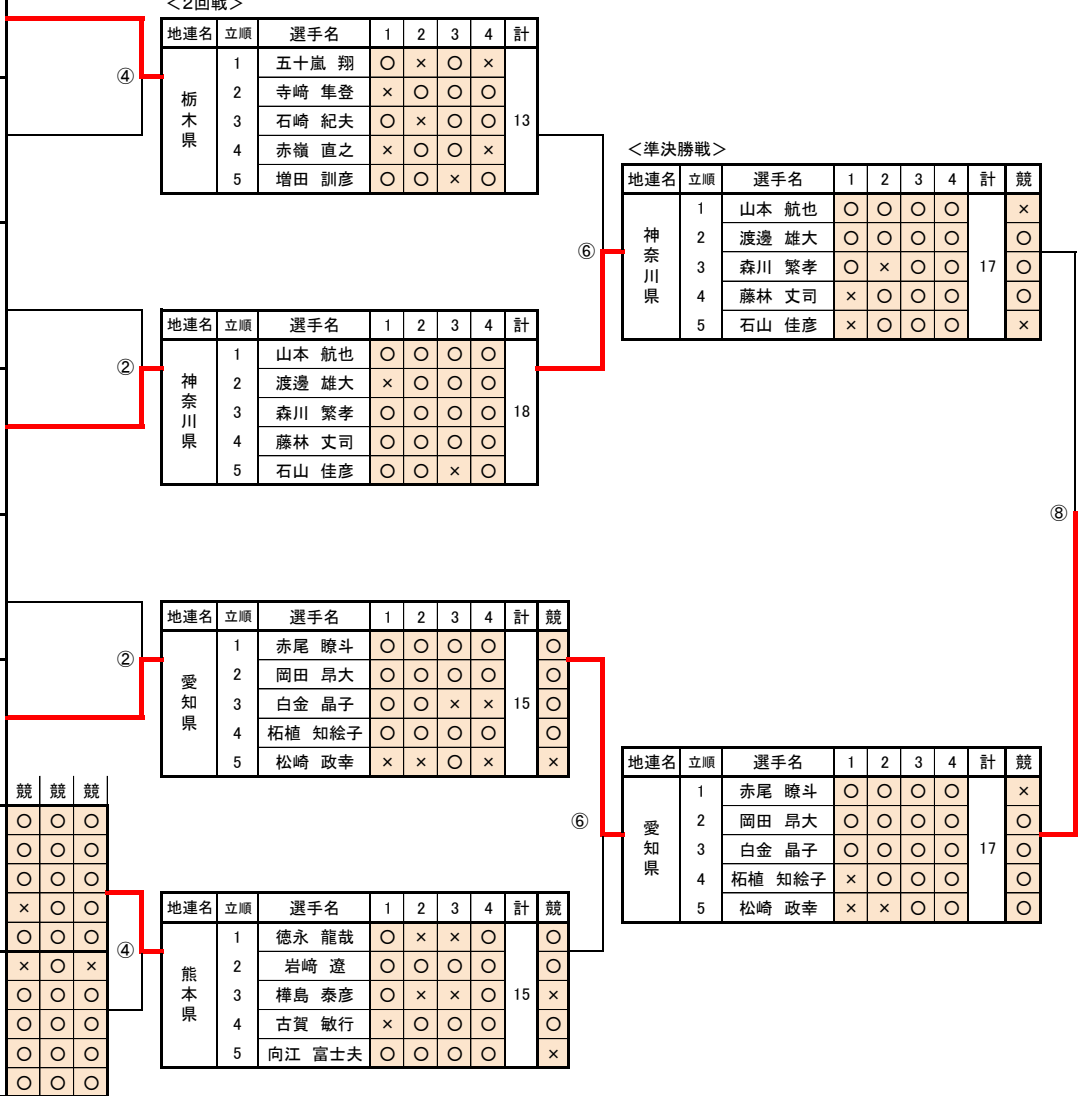 <2回戦>
地連名 立順 選手名 1 2 3 4 計
栃木県 13
1 五十嵐 翔 〇 × 〇 ×
2 寺﨑 隼登 × 〇 〇 〇
3 石崎 紀夫 〇 × 〇 〇
4 赤嶺 直之 × 〇 〇 ×
5 増田 訓彦 〇 〇 × 〇
④
<準決勝戦>
地連名 立順 選手名 1 2 3 4 計 競
神奈川県 17
1 山本 航也 〇 〇 〇 〇 ×
2 渡邊 雄大 〇 〇 〇 〇 〇
3 森川 繁孝 〇 × 〇 〇 〇
4 藤林 丈司 × 〇 〇 〇 〇
5 石山 佳彦 × 〇 〇 〇 ×
⑥
地連名 立順 選手名 1 2 3 4 計
神奈川県 18
1 山本 航也 〇 〇 〇 〇
2 渡邊 雄大 × 〇 〇 〇
3 森川 繁孝 〇 〇 〇 〇
4 藤林 丈司 〇 〇 〇 〇
5 石山 佳彦 〇 〇 × 〇
②
⑧
地連名 立順 選手名 1 2 3 4 計 競
愛知県 15
1 赤尾 瞭斗 〇 〇 〇 〇 〇
2 岡田 昂大 〇 〇 〇 〇 〇
3 白金 晶子 〇 〇 × × 〇
4 柘植 知絵子 〇 〇 〇 〇 〇
5 松崎 政幸 × × 〇 × ×
②
地連名 立順 選手名 1 2 3 4 計 競
愛知県 17
1 赤尾 瞭斗 〇 〇 〇 〇 ×
2 岡田 昂大 〇 〇 〇 〇 〇
3 白金 晶子 〇 〇 〇 〇 〇
4 柘植 知絵子 × 〇 〇 〇 〇
5 松崎 政幸 × × 〇 〇 〇
⑥
競 競 競
〇 〇 〇
〇 〇 〇
〇 〇 〇
× 〇 〇
〇 〇 〇
× 〇 ×
〇 〇 〇
〇 〇 〇
〇 〇 〇
〇 〇 〇
④
地連名 立順 選手名 1 2 3 4 計 競
熊本県 15
1 徳永 龍哉 〇 × × 〇 〇
2 岩﨑 遼 〇 〇 〇 〇 〇
3 樺島 泰彦 〇 × × 〇 ×
4 古賀 敏行 × 〇 〇 〇 〇
5 向江 富士夫 〇 〇 〇 〇 ×